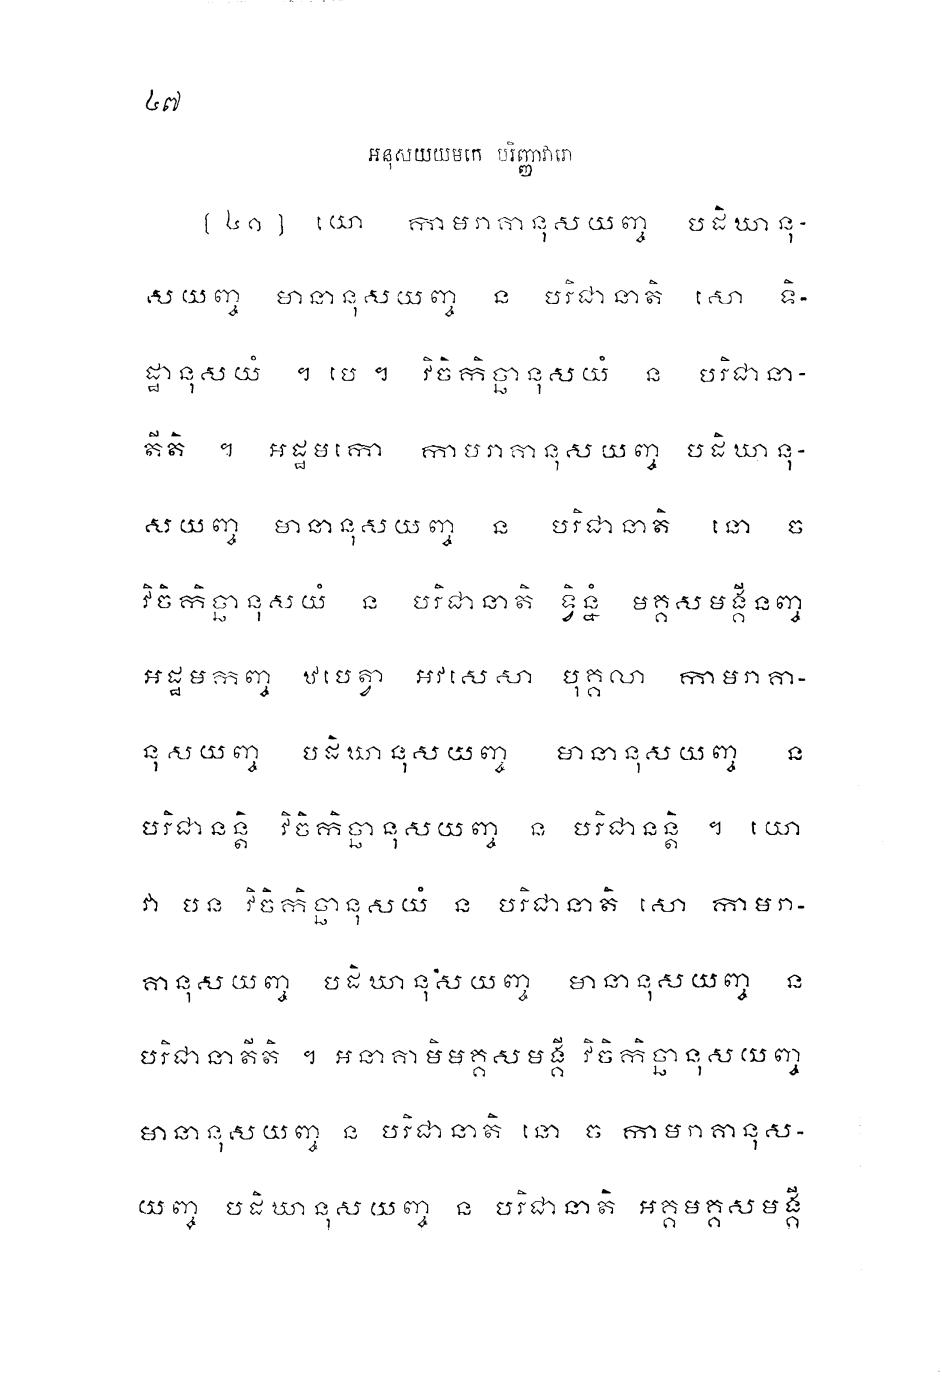 ៤៧
អនុសយយមកេ បរិញ្ញាវារោ
[៤០] យោ កាមរាគានុសយញ្ច បដិឃានុ-
សយញ្ច មានានុសយញ្ច ន បរិជានាតិ សោ ទិ-
ដ្ឋានុសយំ ។ បេ ។ វិចិកិច្ឆានុសយំ ន បរិជានា-
តីតិ ។ អដ្ឋមកោ កាមរាគានុសយញ្ច បដិឃានុ-
សយញ្ច មានានុសយញ្ច ន បរិជានាតិ នោ ច
វិចិកិច្ឆានុសយំ ន បរិជានាតិ ទ្វិន្នំ មគ្គសមង្គីនញ្ច
អដ្ឋមកញ្ច ឋបេត្វា អវសេសា បុគ្គលា កាមរាគា-
នុសយញ្ច បដិឃានុសយញ្ច មានានុសយញ្ច ន
បរិជានន្តិ វិចិកិច្ឆានុសយញ្ច ន បរិជានន្តិ ។ យោ
វា បន វិចិកិច្ឆានុសយំ ន បរិជានាតិ សោ កាមរា-
គានុសយញ្ច បដិឃានុសយញ្ច មានានុសយញ្ច ន
បរិជានាតីតិ ។ អនាគាមិមគ្គសមង្គី វិចិកិច្ឆានុសយញ្ច
មានានុសយញ្ច ន បរិជានាតិ នោ ច កាមរាគានុស-
យញ្ច បដិឃានុសយញ្ច ន បរិជានាតិ អគ្គមគ្គសមង្គី